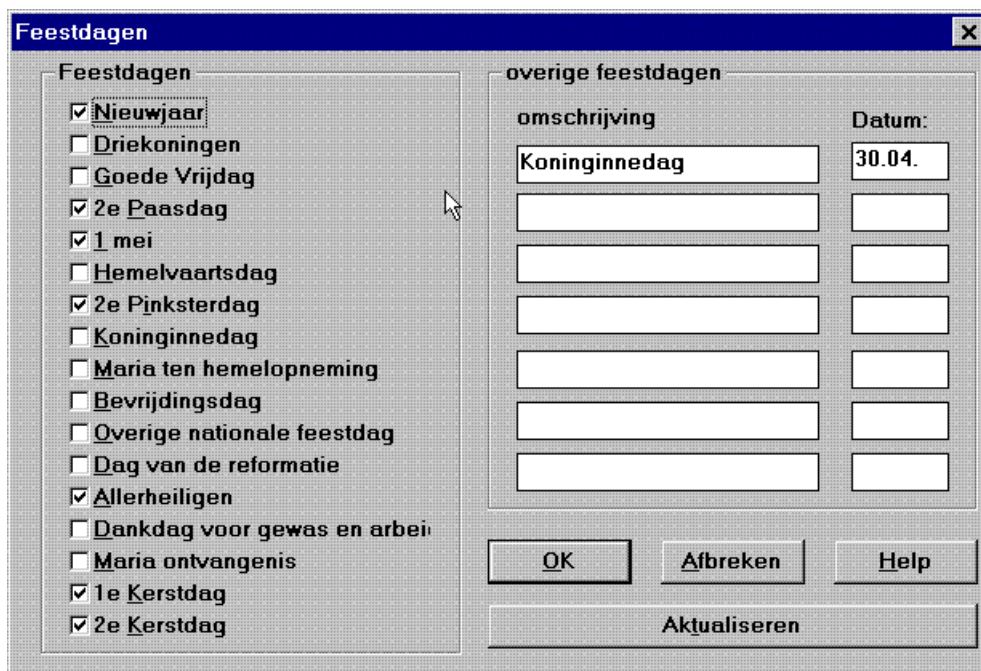 Feestdagen
Feestdagen
Nieuwjaar
Driekoningen
Goede Vrijdag
2e Paasdag
1 mei
Hemelvaartsdag
2e Pinksterdag
Koninginnedag
Maria ten hemelopneming
Bevrijdingsdag
Overige nationale feestdag
Dag van de reformatie
Allerheiligen
Dankdag voor gewas en arbei
Maria ontvangenis
1e Kerstdag
2e Kerstdag
overige feestdagen
omschrijving Datum:
Koninginnedag 30.04.
OK Afbreken Help
Aktualiseren